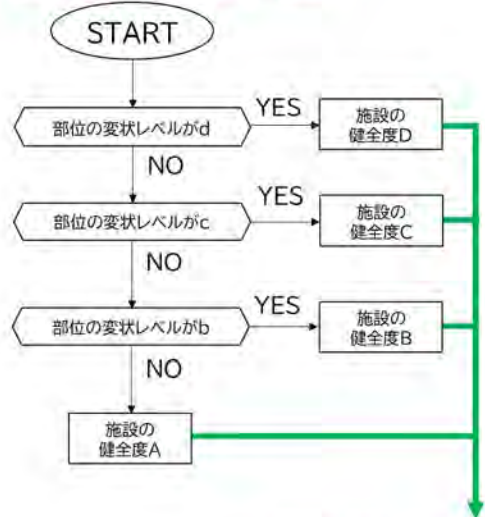 START
部位の変状レベルがd
YES
施設の
健全度D
NO
部位の変状レベルがc
YES
施設の
健全度C
NO
部位の変状レベルがb
YES
施設の
健全度B
NO
施設の
健全度A